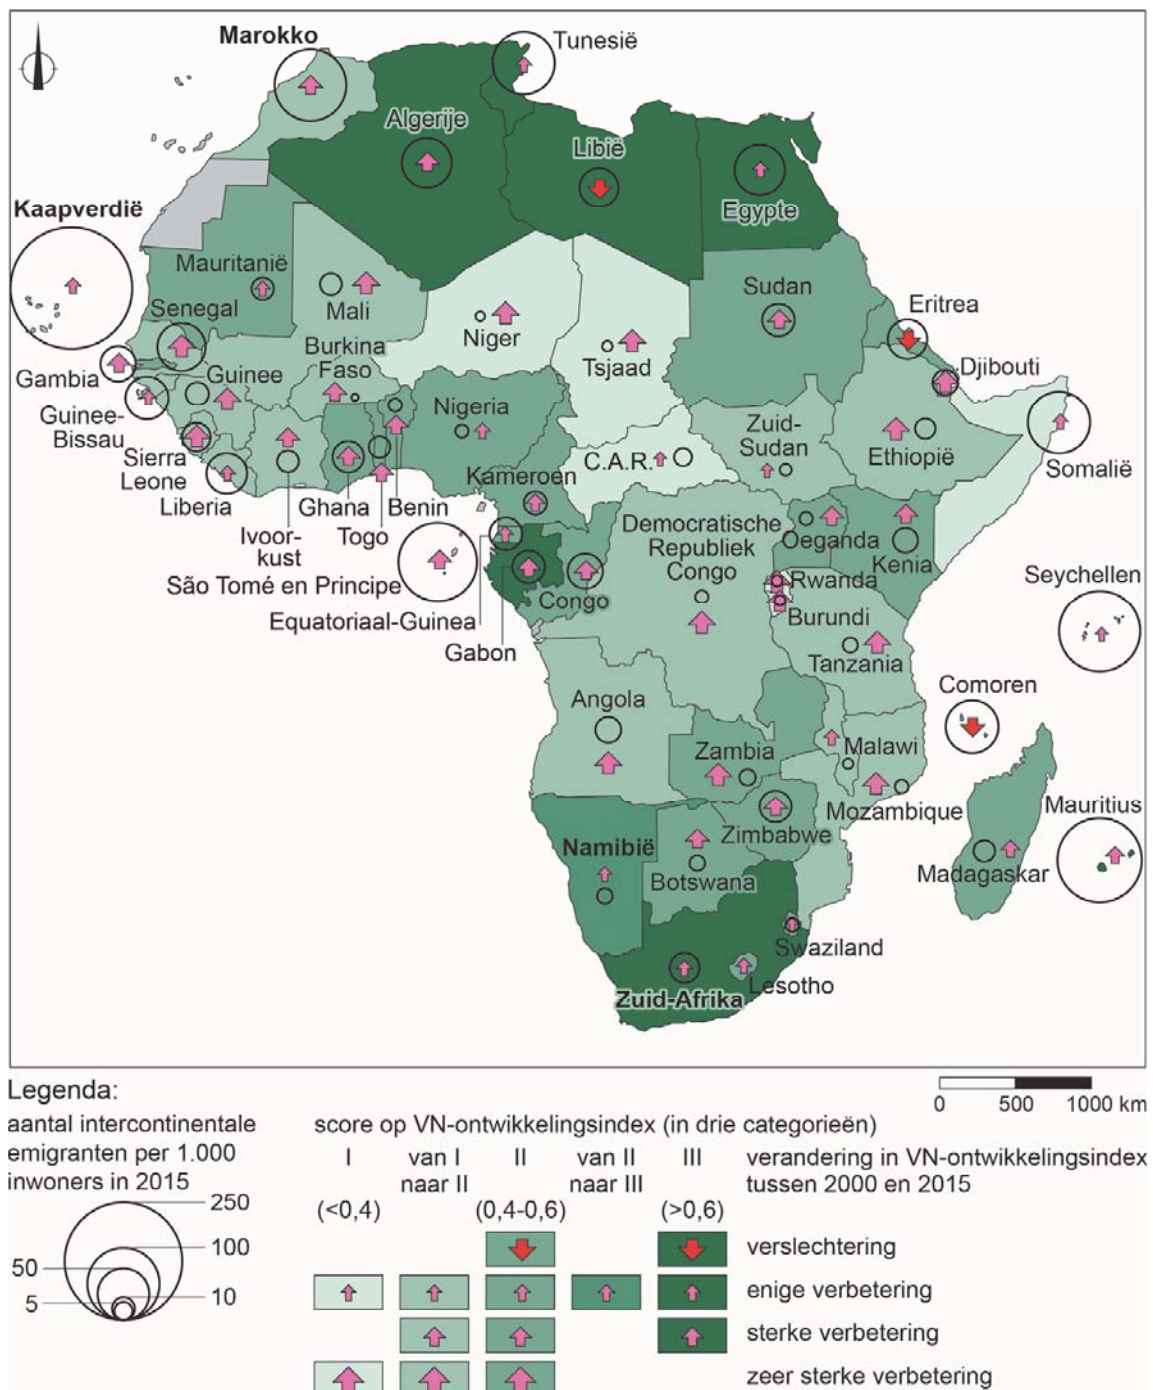 Marokko
Tunesië
Algerije
Libië
Egypte
Kaapverdië
Mauritanië
Mali
Niger
Tsjaad
Sudan
Eritrea
Senegal
Gambia
Guinee
Burkina
Faso
Nigeria
Djibouti
Guinee-
Bissau
Sierra
Leone
Liberia
Ivoor-
kust
Ghana
Togo
Benin
Kameroen
C.A.R.
Zuid-
Sudan
Ethiopië
Somalië
São Tomé en Principe
Equatoriaal-Guinea
Gabon
Congo
Democratische
Republiek
Congo
Oeganda
Kenia
Rwanda
Burundi
Tanzania
Seychellen
Comoren
Angola
Zambia
Malawi
Mozambique
Zimbabwe
Mauritius
Madagaskar
Namibië
Botswana
Swaziland
Lesotho
Zuid-Afrika
Legenda:
0 500 1000 km
aantal intercontinentale
emigranten per 1.000
inwoners in 2015
250
100
50
10
5
score op VN-ontwikkelingsindex (in drie categorieën)
I van I naar II II van II naar III III
(<0,4) (0,4-0,6) (>0,6)
verandering in VN-ontwikkelingsindex
tussen 2000 en 2015
verslechtering
enige verbetering
sterke verbetering
zeer sterke verbetering